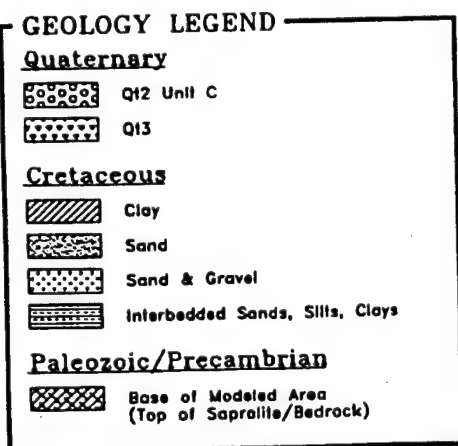 GEOLOGY LEGEND
Quaternary
Qt2 Unit C
Qt3
Cretaceous
Clay
Sand
Sand & Gravel
Interbedded Sands, Silts, Clays
Paleozoic/Precambrian
Base of Modeled Area
(Top of Saprolite/Bedrock)